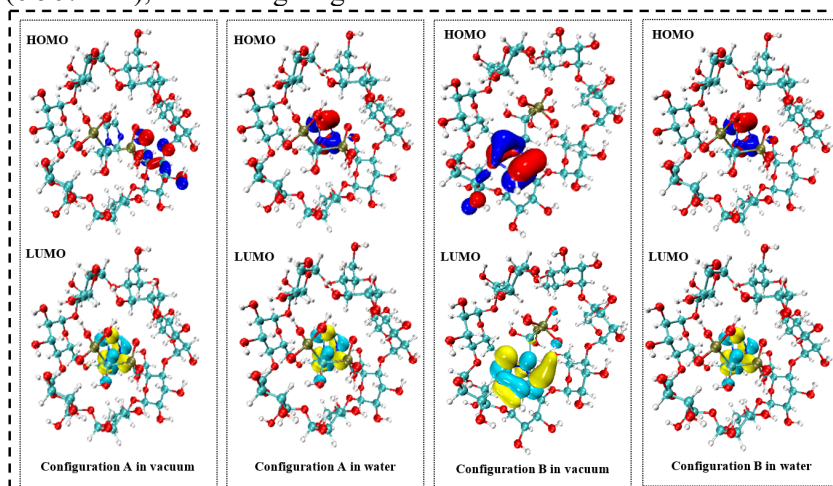 HOMO
HOMO
HOMO
HOMO
LUMO
LUMO
LUMO
LUMO
Configuration A in vacuum
Configuration A in water
Configuration B in vacuum
Configuration B in water